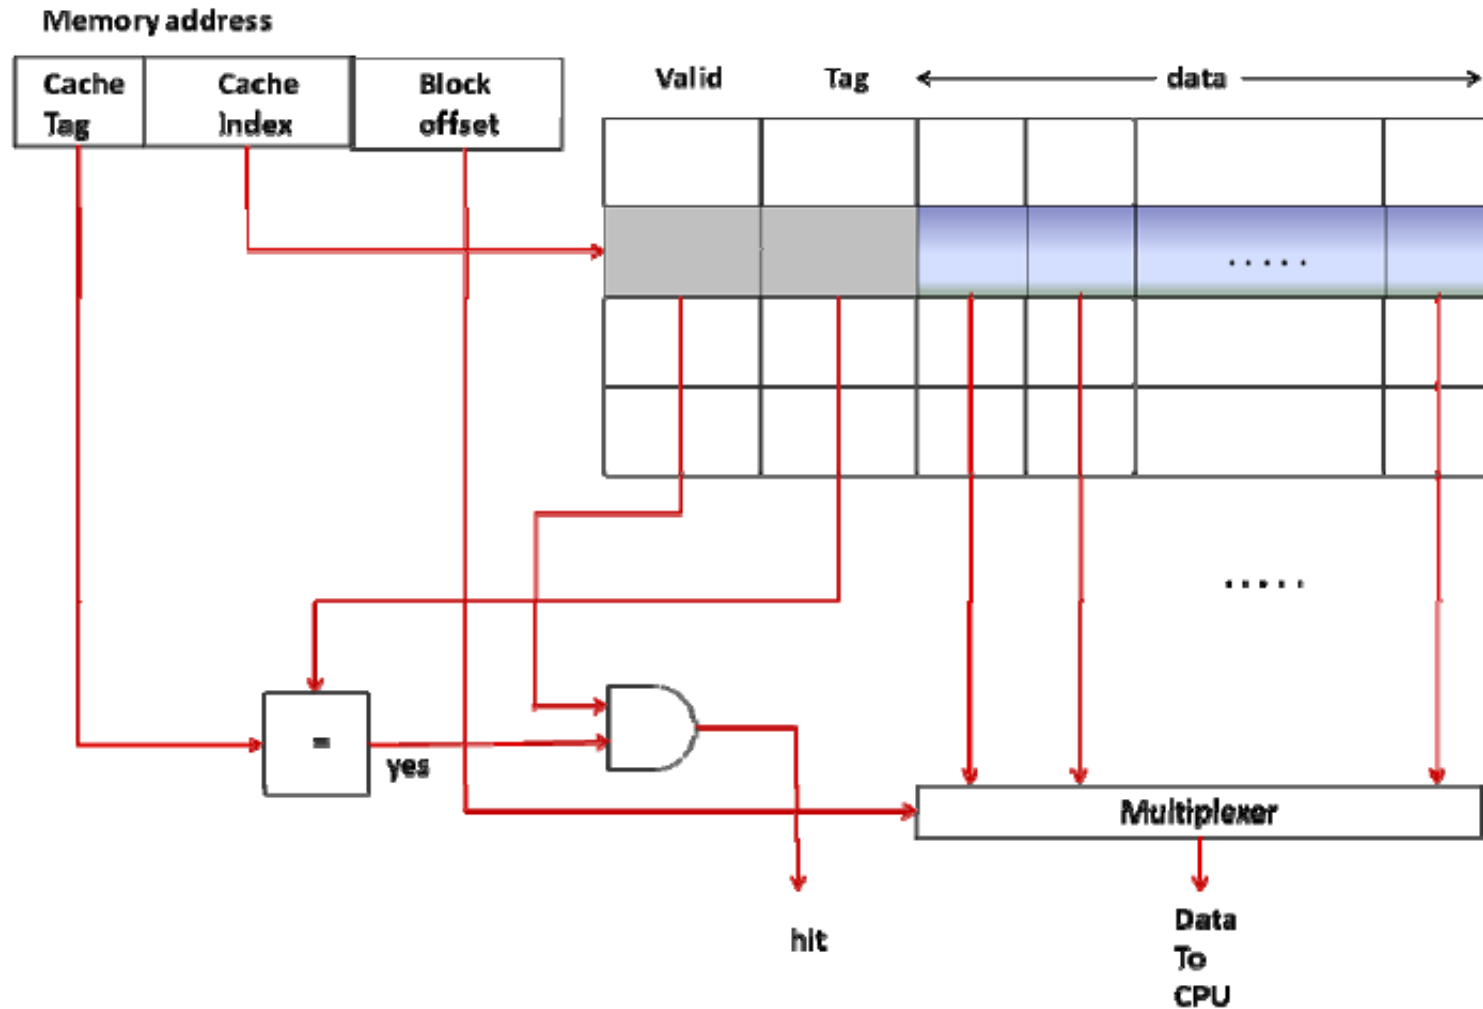 Memory address
Cache Tag
Cache Index
Block offset
Valid
Tag
data
.....
.....
=
yes
Multiplexer
hit
Data
To
CPU